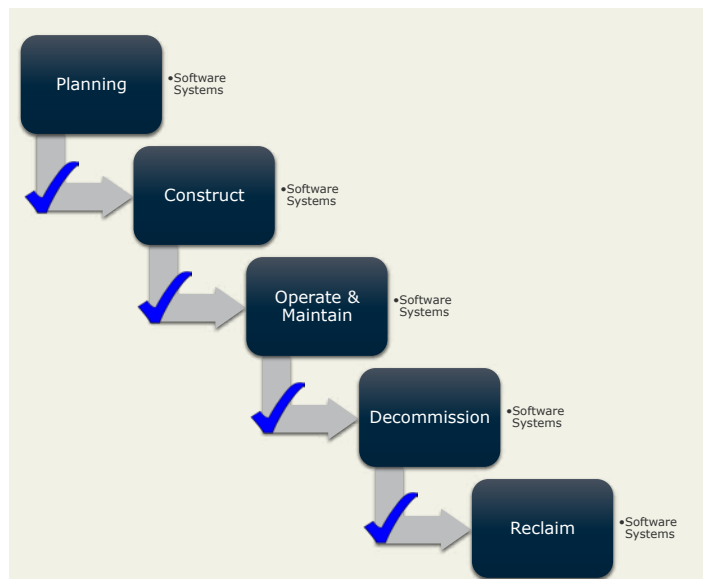 Planning
•Software
Systems
Construct
•Software
Systems
Operate &
Maintain
•Software
Systems
Decommission
•Software
Systems
Reclaim
•Software
Systems